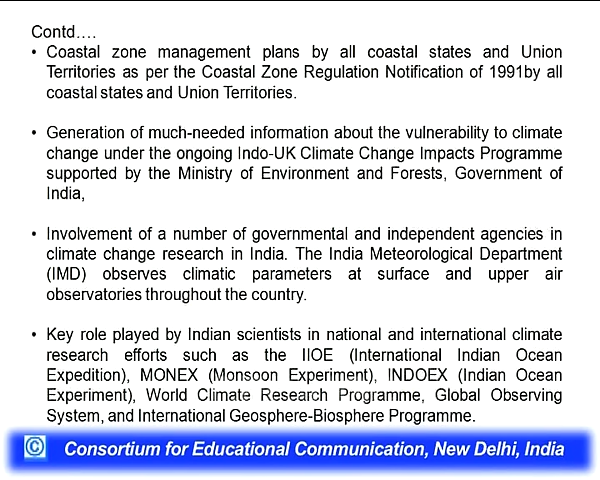 Contd….
• Coastal zone management plans by all coastal states and Union
Territories as per the Coastal Zone Regulation Notification of 1991by all
coastal states and Union Territories.
• Generation of much-needed information about the vulnerability to climate
change under the ongoing Indo-UK Climate Change Impacts Programme
supported by the Ministry of Environment and Forests, Government of
India,
• Involvement of a number of governmental and independent agencies in
climate change research in India. The India Meteorological Department
(IMD) observes climatic parameters at surface and upper air
observatories throughout the country.
• Key role played by Indian scientists in national and international climate
research efforts such as the IIOE (International Indian Ocean
Expedition), MONEX (Monsoon Experiment), INDOEX (Indian Ocean
Experiment), World Climate Research Programme, Global Observing
System, and International Geosphere-Biosphere Programme.
© Consortium for Educational Communication, New Delhi, India